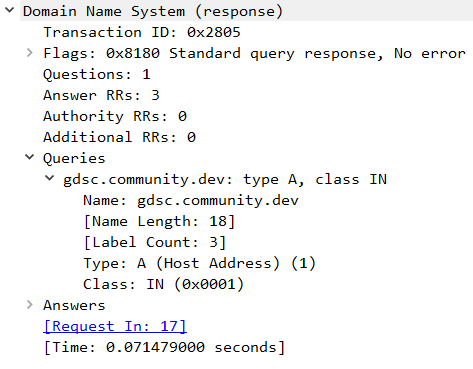 Domain Name System (response)
Transaction ID: 0x2805
Flags: 0x8180 Standard query response, No error
Questions: 1
Answer RRs: 3
Authority RRs: 0
Additional RRs: 0
Queries
gdsc.community.dev: type A, class IN
Name: gdsc.community.dev
[Name Length: 18]
[Label Count: 3]
Type: A (Host Address) (1)
Class: IN (0x0001)
Answers
[Request In: 17]
[Time: 0.071479000 seconds]